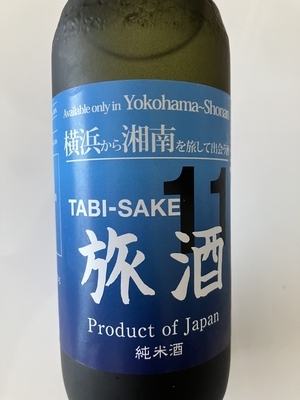 Available only in Yokohama~Shonan
横浜から湘南を旅して出会う
11
TABI-SAKE
旅酒
Product of Japan
純米酒